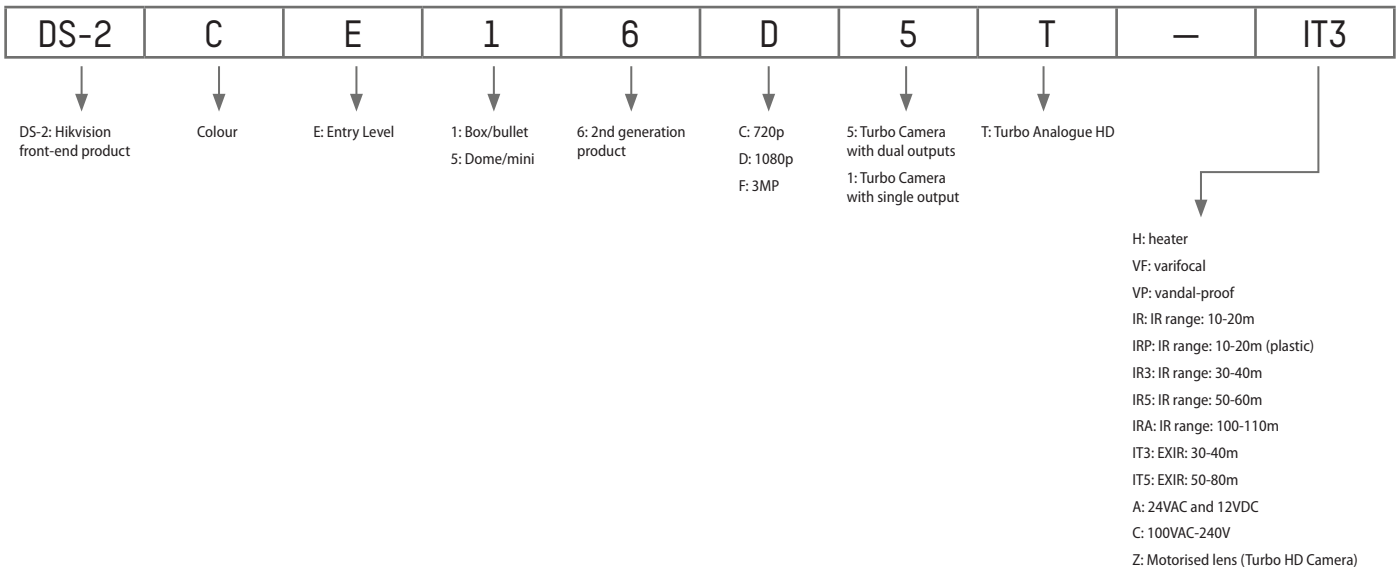 DS-2 C E 1 6 D 5 T — IT3
DS-2: Hikvision
front-end product
Colour
E: Entry Level
1: Box/bullet
5: Dome/mini
6: 2nd generation
product
C: 720p
D: 1080p
F: 3MP
5: Turbo Camera
with dual outputs
1: Turbo Camera
with single output
T: Turbo Analogue HD
H: heater
VF: varifocal
VP: vandal-proof
IR: IR range: 10-20m
IRP: IR range: 10-20m (plastic)
IR3: IR range: 30-40m
IR5: IR range: 50-60m
IRA: IR range: 100-110m
IT3: EXIR: 30-40m
IT5: EXIR: 50-80m
A: 24VAC and 12VDC
C: 100VAC-240V
Z: Motorised lens (Turbo HD Camera)